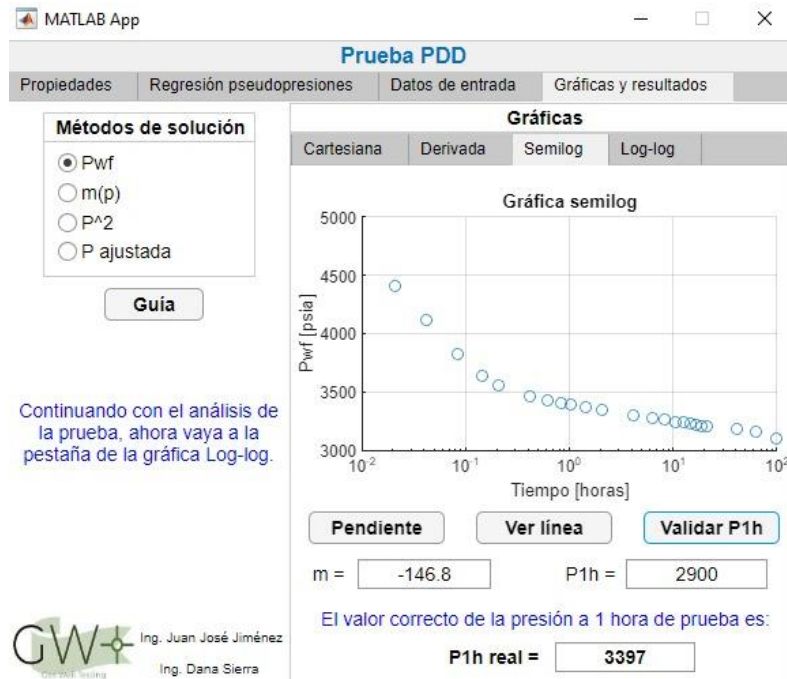 MATLAB App
Prueba PDD
Propiedades
Regresión pseudopresiones
Datos de entrada
Gráficas y resultados
Métodos de solución
Pwf
m(p)
P^2
P ajustada
Guía
Continuando con el análisis de
la prueba, ahora vaya a la
pestaña de la gráfica Log-log.
Gráficas
Cartesiana
Derivada
Semilog
Log-log
Gráfica semilog
Pwf [psia]
5000
4500
4000
3500
3000
10^-2
10^-1
10^0
10^1
10^2
Tiempo [horas]
Pendiente
Ver línea
Validar P1h
m = -146.8
P1h = 2900
El valor correcto de la presión a 1 hora de prueba es:
P1h real = 3397
GW
Gas Well Testing
Ing. Juan José Jiménez
Ing. Dana Sierra